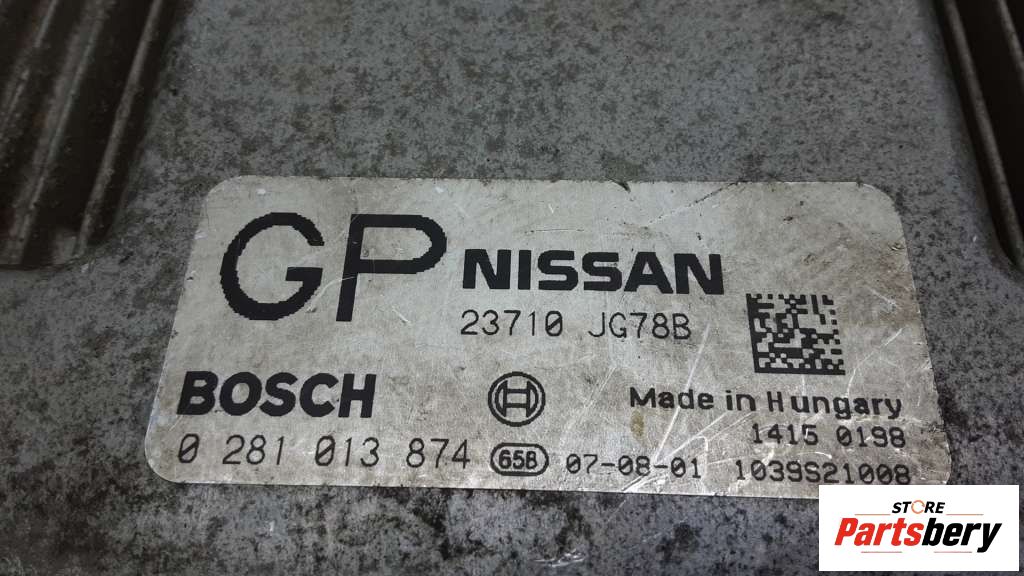 GP NISSAN
23710 JG78B
BOSCH
Made in Hungary
1415 0198
0 281 013 874 65B 07-08-01 1039S21008
STORE
Partsbery